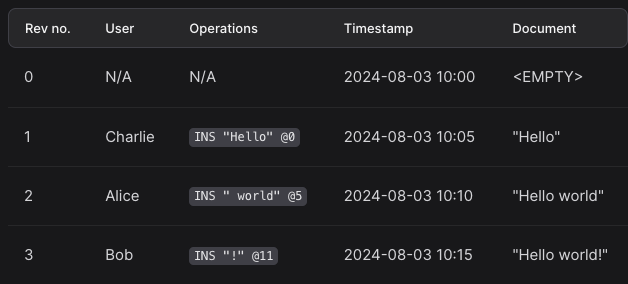 Rev no. User Operations Timestamp Document
0 N/A N/A 2024-08-03 10:00 <EMPTY>
1 Charlie INS "Hello" @0 2024-08-03 10:05 "Hello"
2 Alice INS " world" @5 2024-08-03 10:10 "Hello world"
3 Bob INS "!" @11 2024-08-03 10:15 "Hello world!"